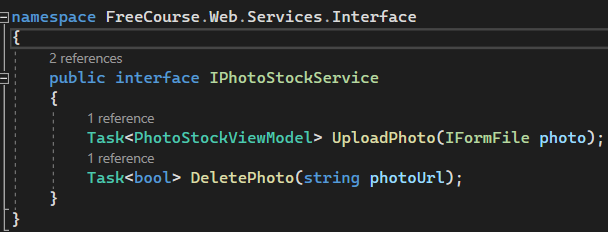 namespace FreeCourse.Web.Services.Interface
{
2 references
public interface IPhotoStockService
{
1 reference
Task<PhotoStockViewModel> UploadPhoto(IFormFile photo);
1 reference
Task<bool> DeletePhoto(string photoUrl);
}
}